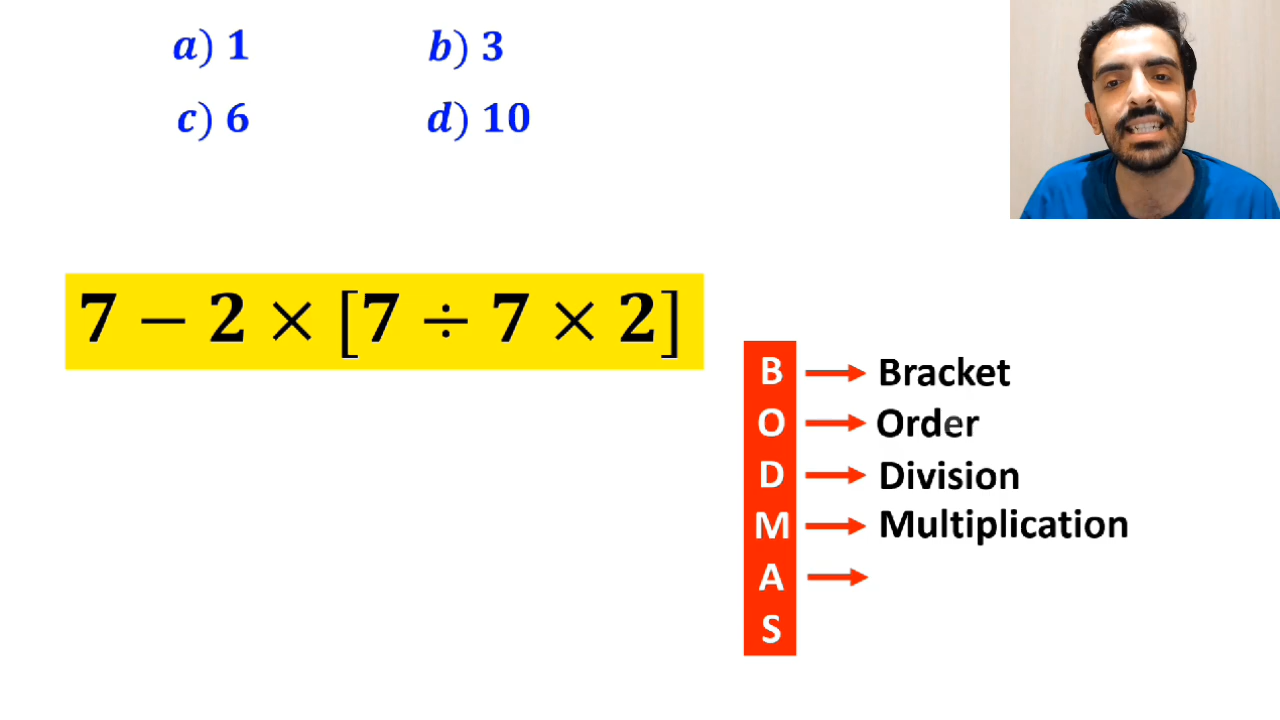 a) 1 b) 3
c) 6 d) 10
7 − 2 × [7 ÷ 7 × 2]
B Bracket
O Order
D Division
M Multiplication
A
S